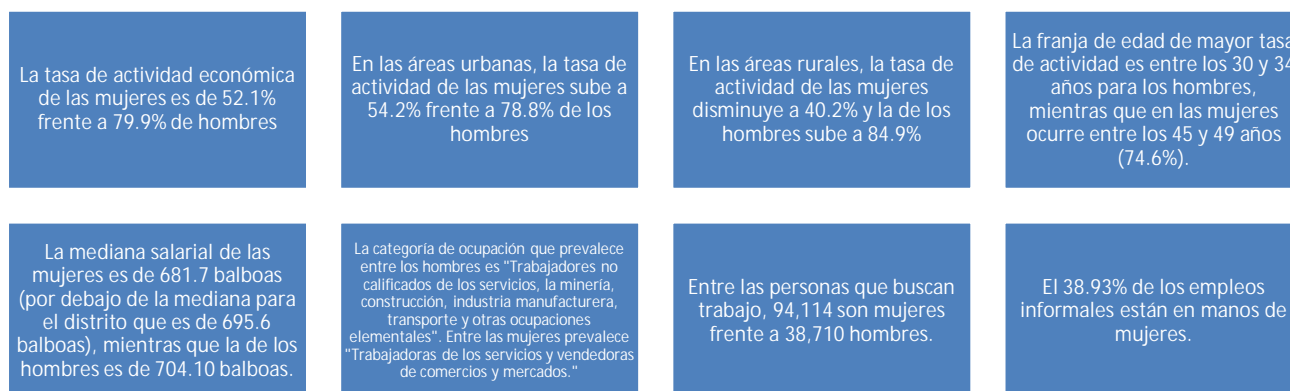 La tasa de actividad económica
de las mujeres es de 52.1%
frente a 79.9% de hombres
En las áreas urbanas, la tasa de
actividad de las mujeres sube a
54.2% frente a 78.8% de los
hombres
En las áreas rurales, la tasa de
actividad de las mujeres
disminuye a 40.2% y la de los
hombres sube a 84.9%
La franja de edad de mayor tasa
de actividad es entre los 30 y 34
años para los hombres,
mientras que en las mujeres
ocurre entre los 45 y 49 años
(74.6%).
La mediana salarial de las
mujeres es de 681.7 balboas
(por debajo de la mediana para
el distrito que es de 695.6
balboas), mientras que la de los
hombres es de 704.10 balboas.
La categoría de ocupación que prevalece
entre los hombres es "Trabajadores no
calificados de los servicios, la minería,
construcción, industria manufacturera,
transporte y otras ocupaciones
elementales". Entre las mujeres prevalece
"Trabajadoras de los servicios y vendedoras
de comercios y mercados."
Entre las personas que buscan
trabajo, 94,114 son mujeres
frente a 38,710 hombres.
El 38.93% de los empleos
informales están en manos de
mujeres.